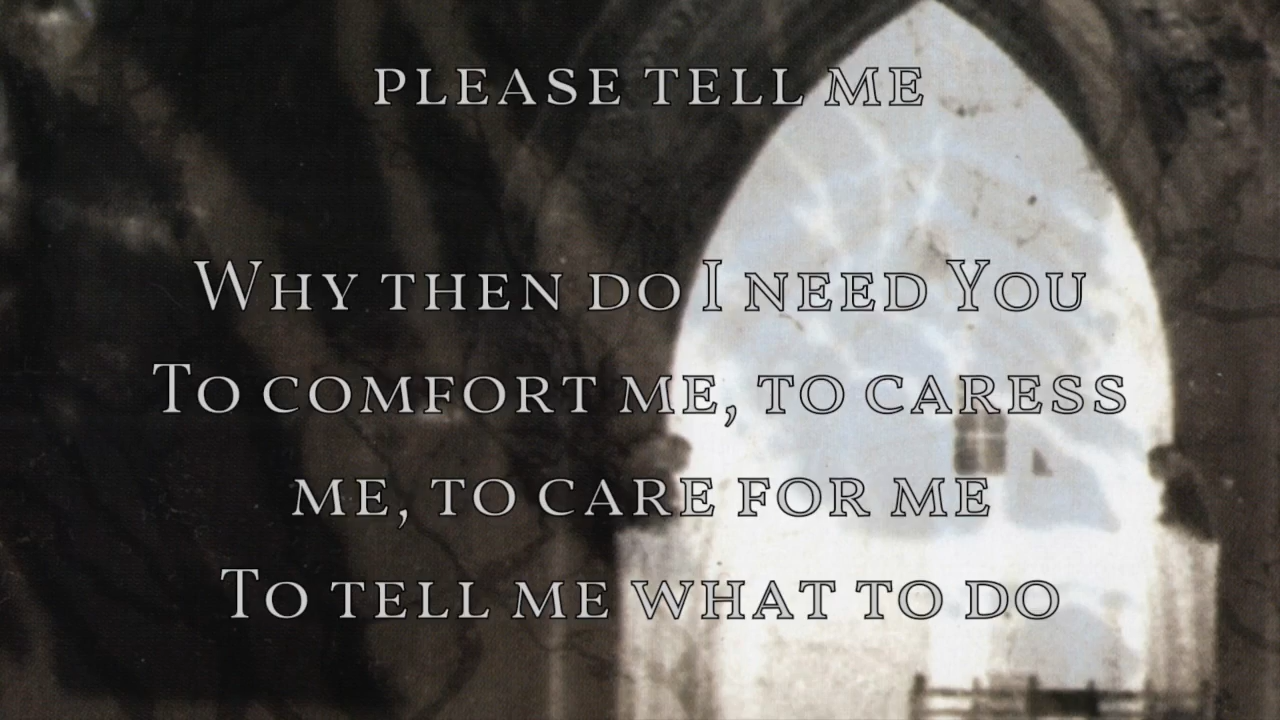 PLEASE TELL ME
WHY THEN DO I NEED YOU
TO COMFORT ME, TO CARESS
ME, TO CARE FOR ME
TO TELL ME WHAT TO DO